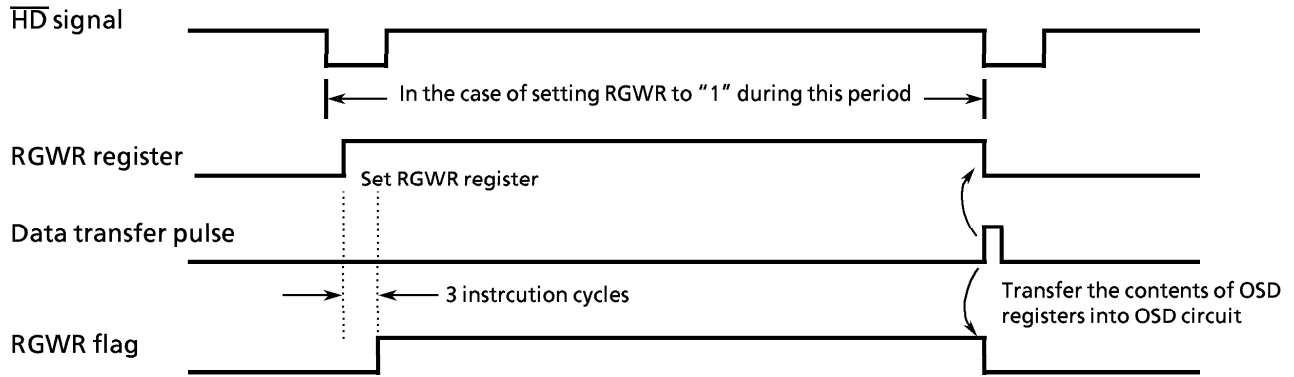 H̅D̅ signal
In the case of setting RGWR to “1” during this period
RGWR register
Set RGWR register
Data transfer pulse
3 instrcution cycles
Transfer the contents of OSD
registers into OSD circuit
RGWR flag